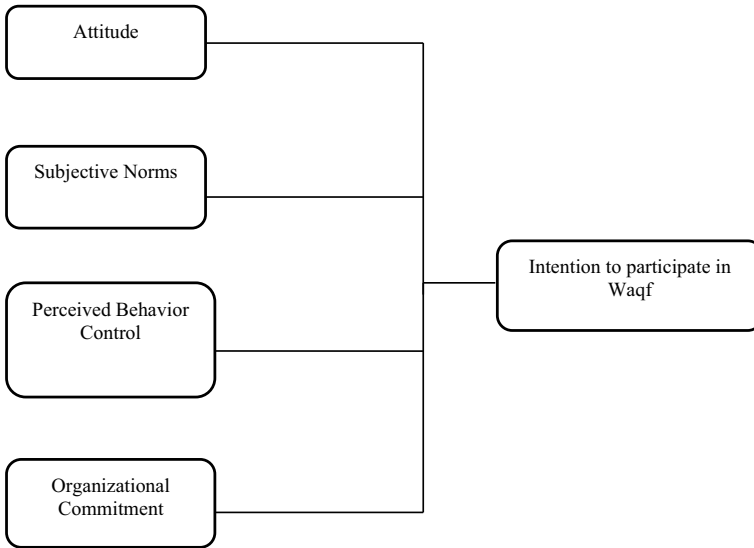 Attitude
Subjective Norms
Perceived Behavior
Control
Organizational
Commitment
Intention to participate in
Waqf